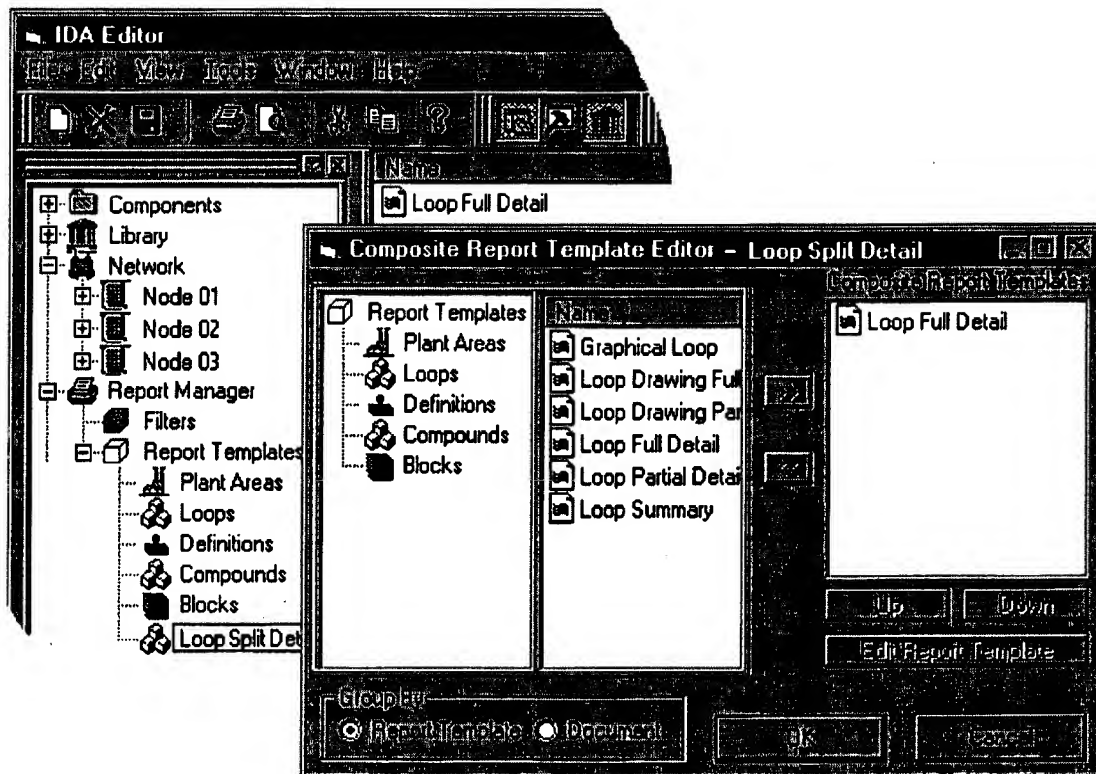 IDA Editor
File Edit View Tools Window Help
Name
Components
Library
Network
Node 01
Node 02
Node 03
Report Manager
Filters
Report Templates
Plant Areas
Loops
Definitions
Compounds
Blocks
Loop Split Det
Loop Full Detail
Composite Report Template Editor – Loop Split Detail
Report Templates
Plant Areas
Loops
Definitions
Compounds
Blocks
Name
Graphical Loop
Loop Drawing Full
Loop Drawing Par
Loop Full Detail
Loop Partial Detai
Loop Summary
>>
<<
Composite Report Templates
Loop Full Detail
Up Down
Edit Report Template
Group By
Report Template Document
OK Cancel